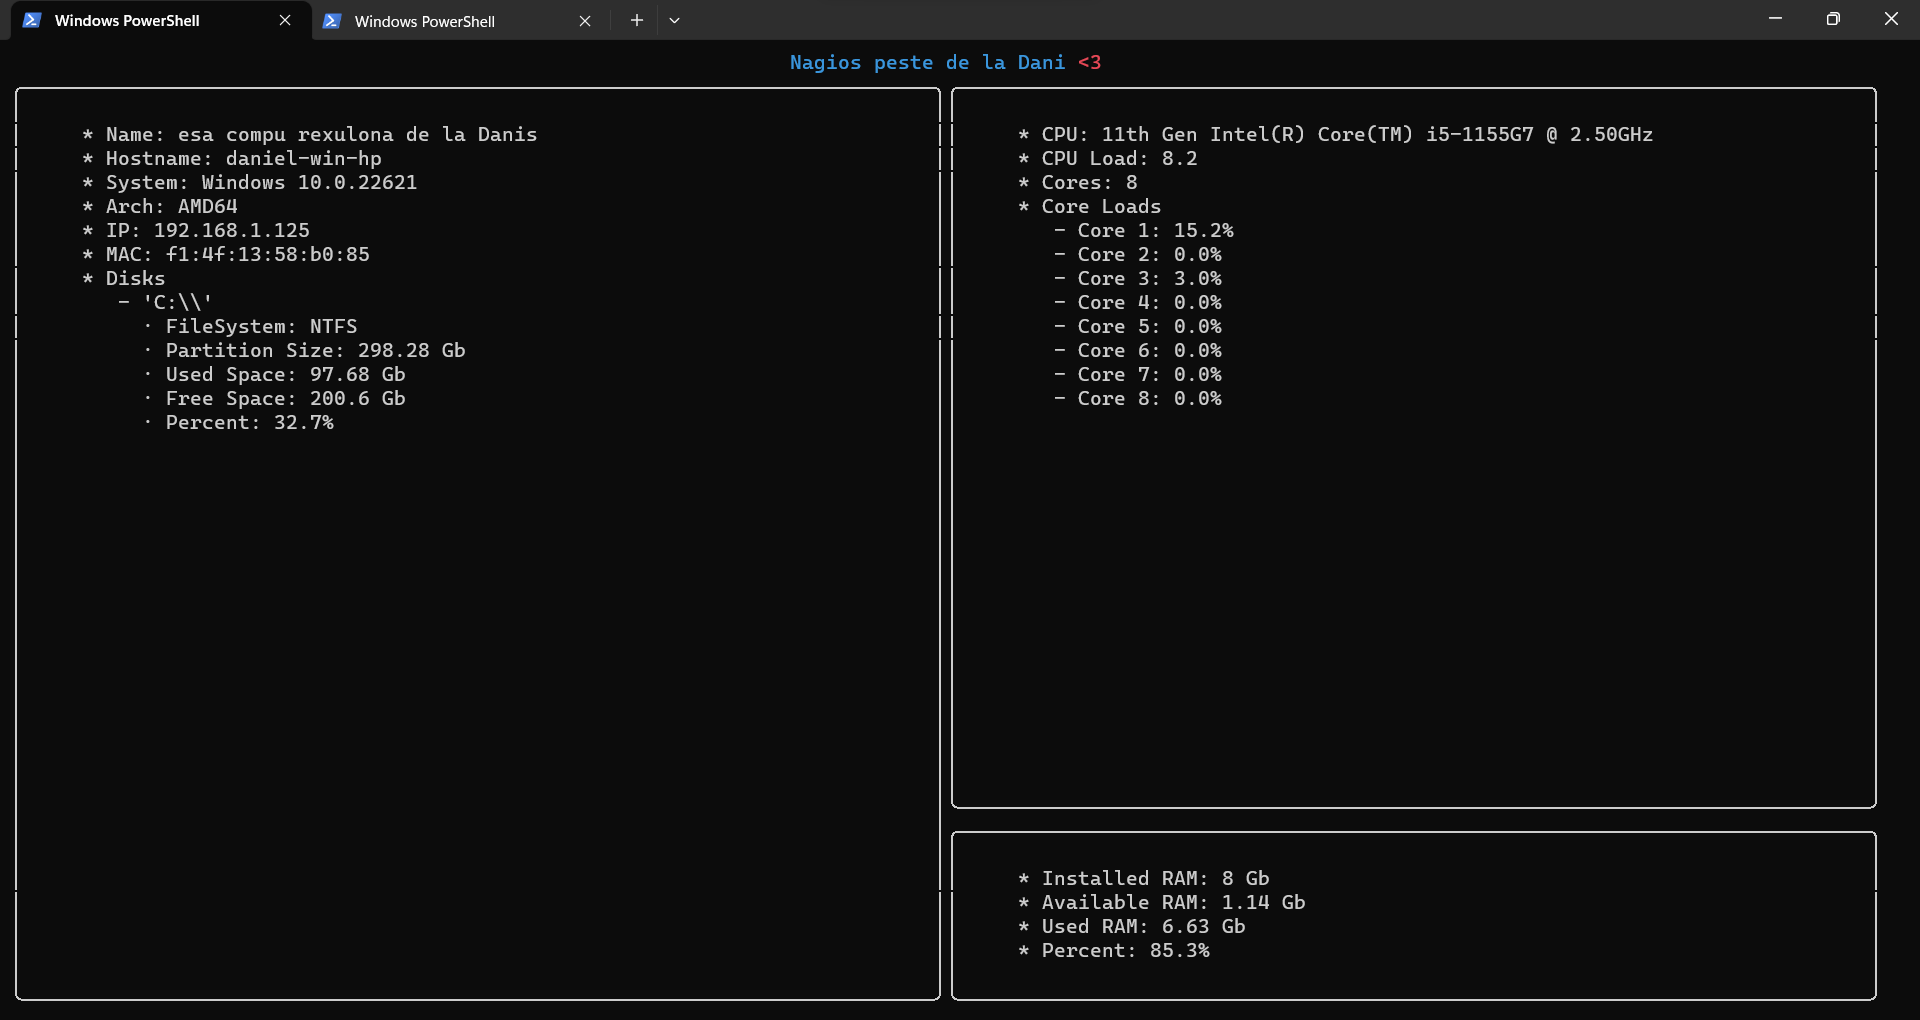 Windows PowerShell
Windows PowerShell
Nagios peste de la Dani <3
* Name: esa compu rexulona de la Danis
* Hostname: daniel-win-hp
* System: Windows 10.0.22621
* Arch: AMD64
* IP: 192.168.1.125
* MAC: f1:4f:13:58:b0:85
* Disks
- 'C:\\'
· FileSystem: NTFS
· Partition Size: 298.28 Gb
· Used Space: 97.68 Gb
· Free Space: 200.6 Gb
· Percent: 32.7%
* CPU: 11th Gen Intel(R) Core(TM) i5-1155G7 @ 2.50GHz
* CPU Load: 8.2
* Cores: 8
* Core Loads
- Core 1: 15.2%
- Core 2: 0.0%
- Core 3: 3.0%
- Core 4: 0.0%
- Core 5: 0.0%
- Core 6: 0.0%
- Core 7: 0.0%
- Core 8: 0.0%
* Installed RAM: 8 Gb
* Available RAM: 1.14 Gb
* Used RAM: 6.63 Gb
* Percent: 85.3%